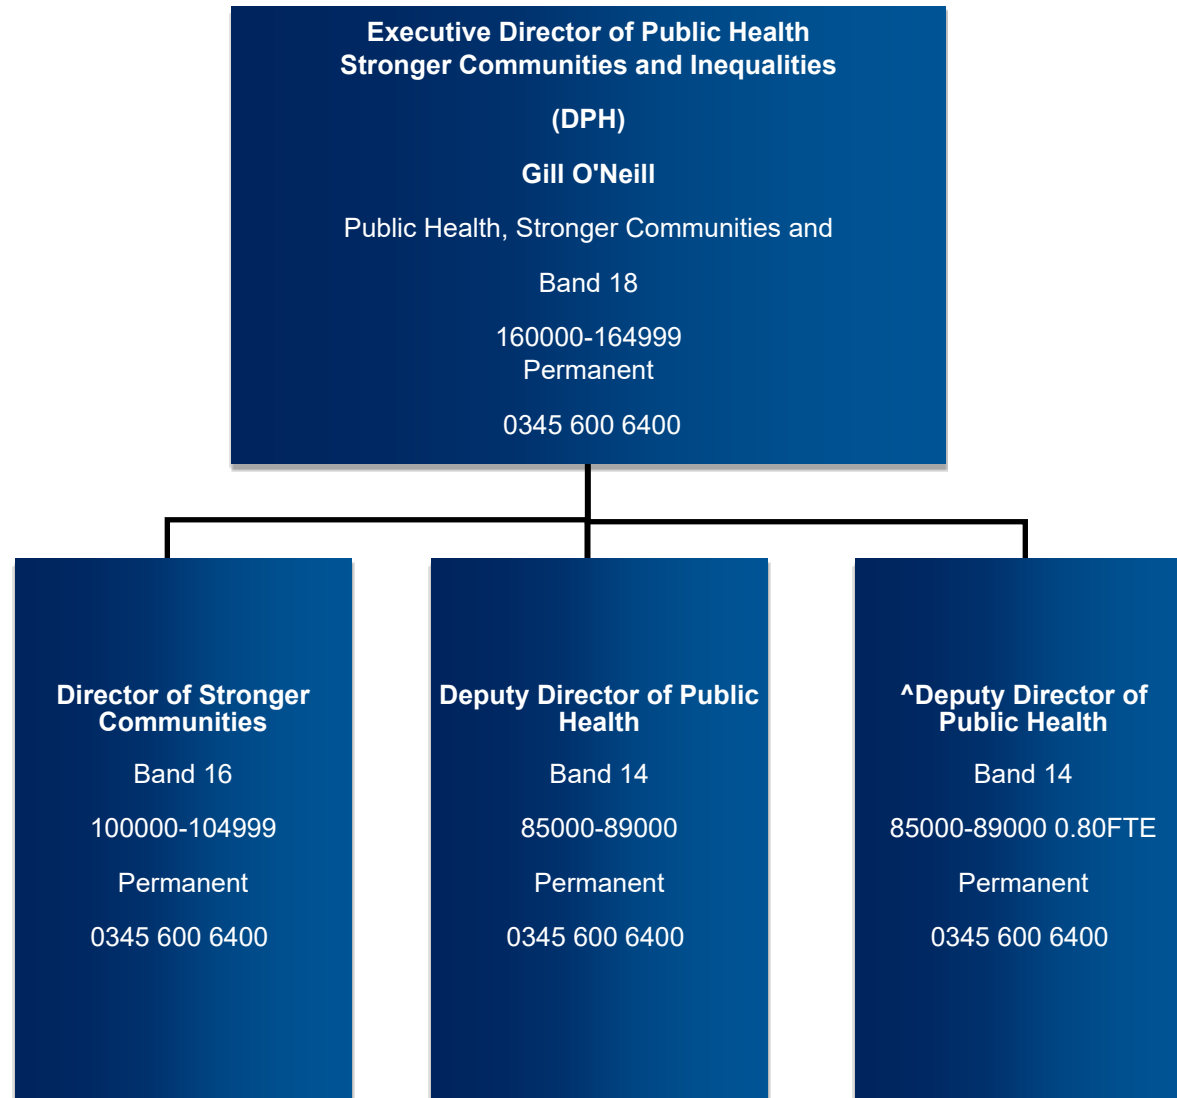 Executive Director of Public Health
Stronger Communities and Inequalities
(DPH)
Gill O'Neill
Public Health, Stronger Communities and
Band 18
160000-164999
Permanent
0345 600 6400
Director of Stronger
Communities
Band 16
100000-104999
Permanent
0345 600 6400
Deputy Director of Public
Health
Band 14
85000-89000
Permanent
0345 600 6400
^Deputy Director of
Public Health
Band 14
85000-89000 0.80FTE
Permanent
0345 600 6400